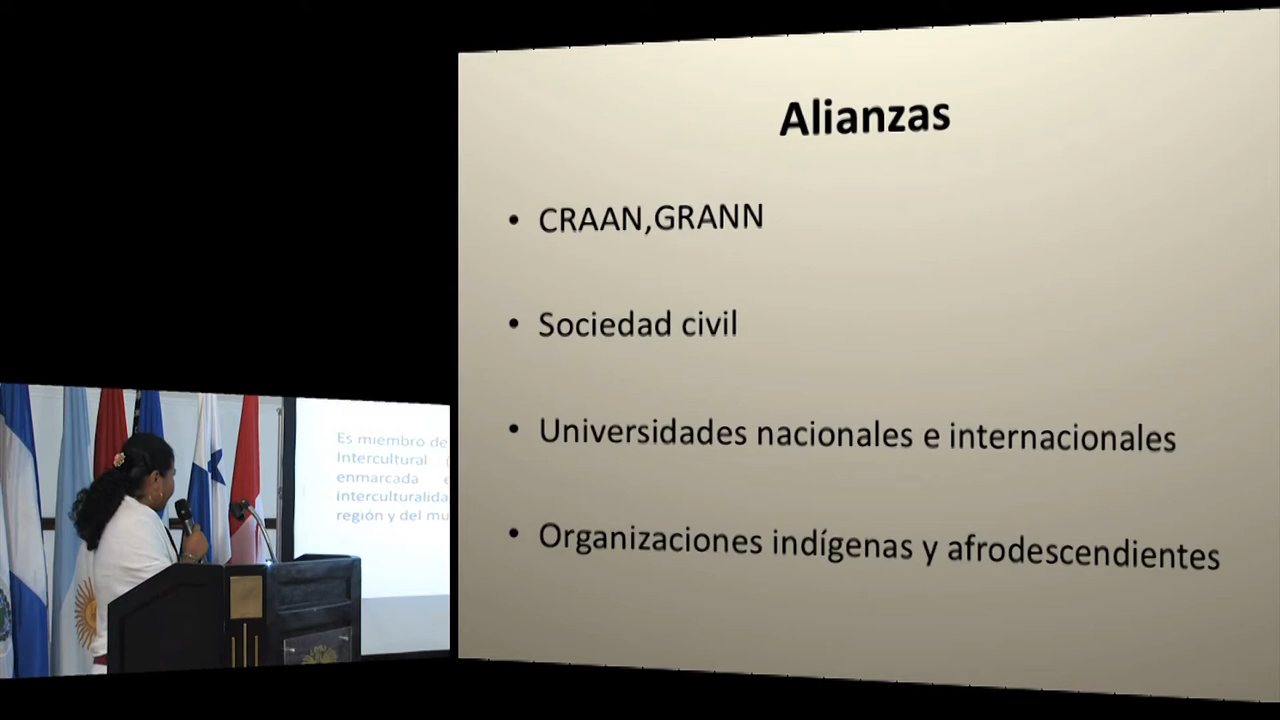 Alianzas
• CRAAN,GRANN
• Sociedad civil
• Universidades nacionales e internacionales
• Organizaciones indígenas y afrodescendientes
Es miembro de
Intercultural
enmarcada
interculturalida
región y del mu